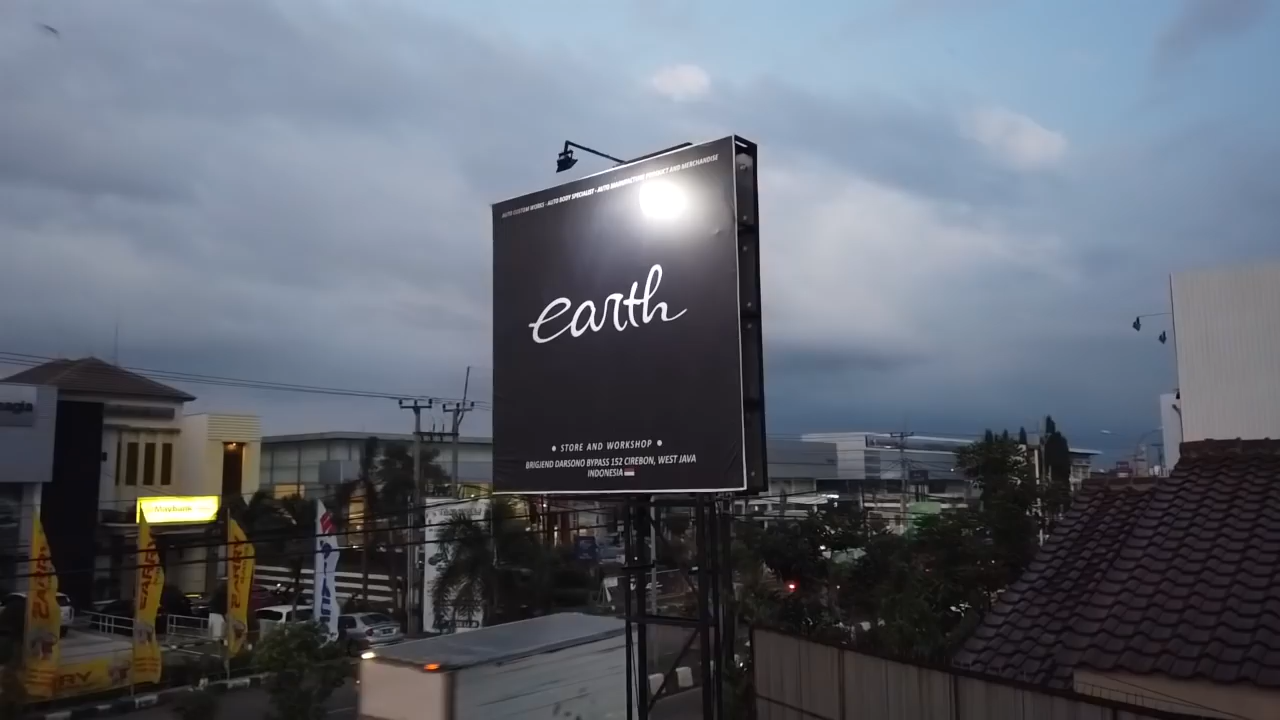 AUTO CUSTOM WORKS - AUTO BODY SPECIALIST - AUTO MANUFACTURE PRODUCT AND MERCHANDISE
earth
• STORE AND WORKSHOP •
BRIGJEND DARSONO BYPASS 152 CIREBON, WEST JAVA
INDONESIA
Maybank